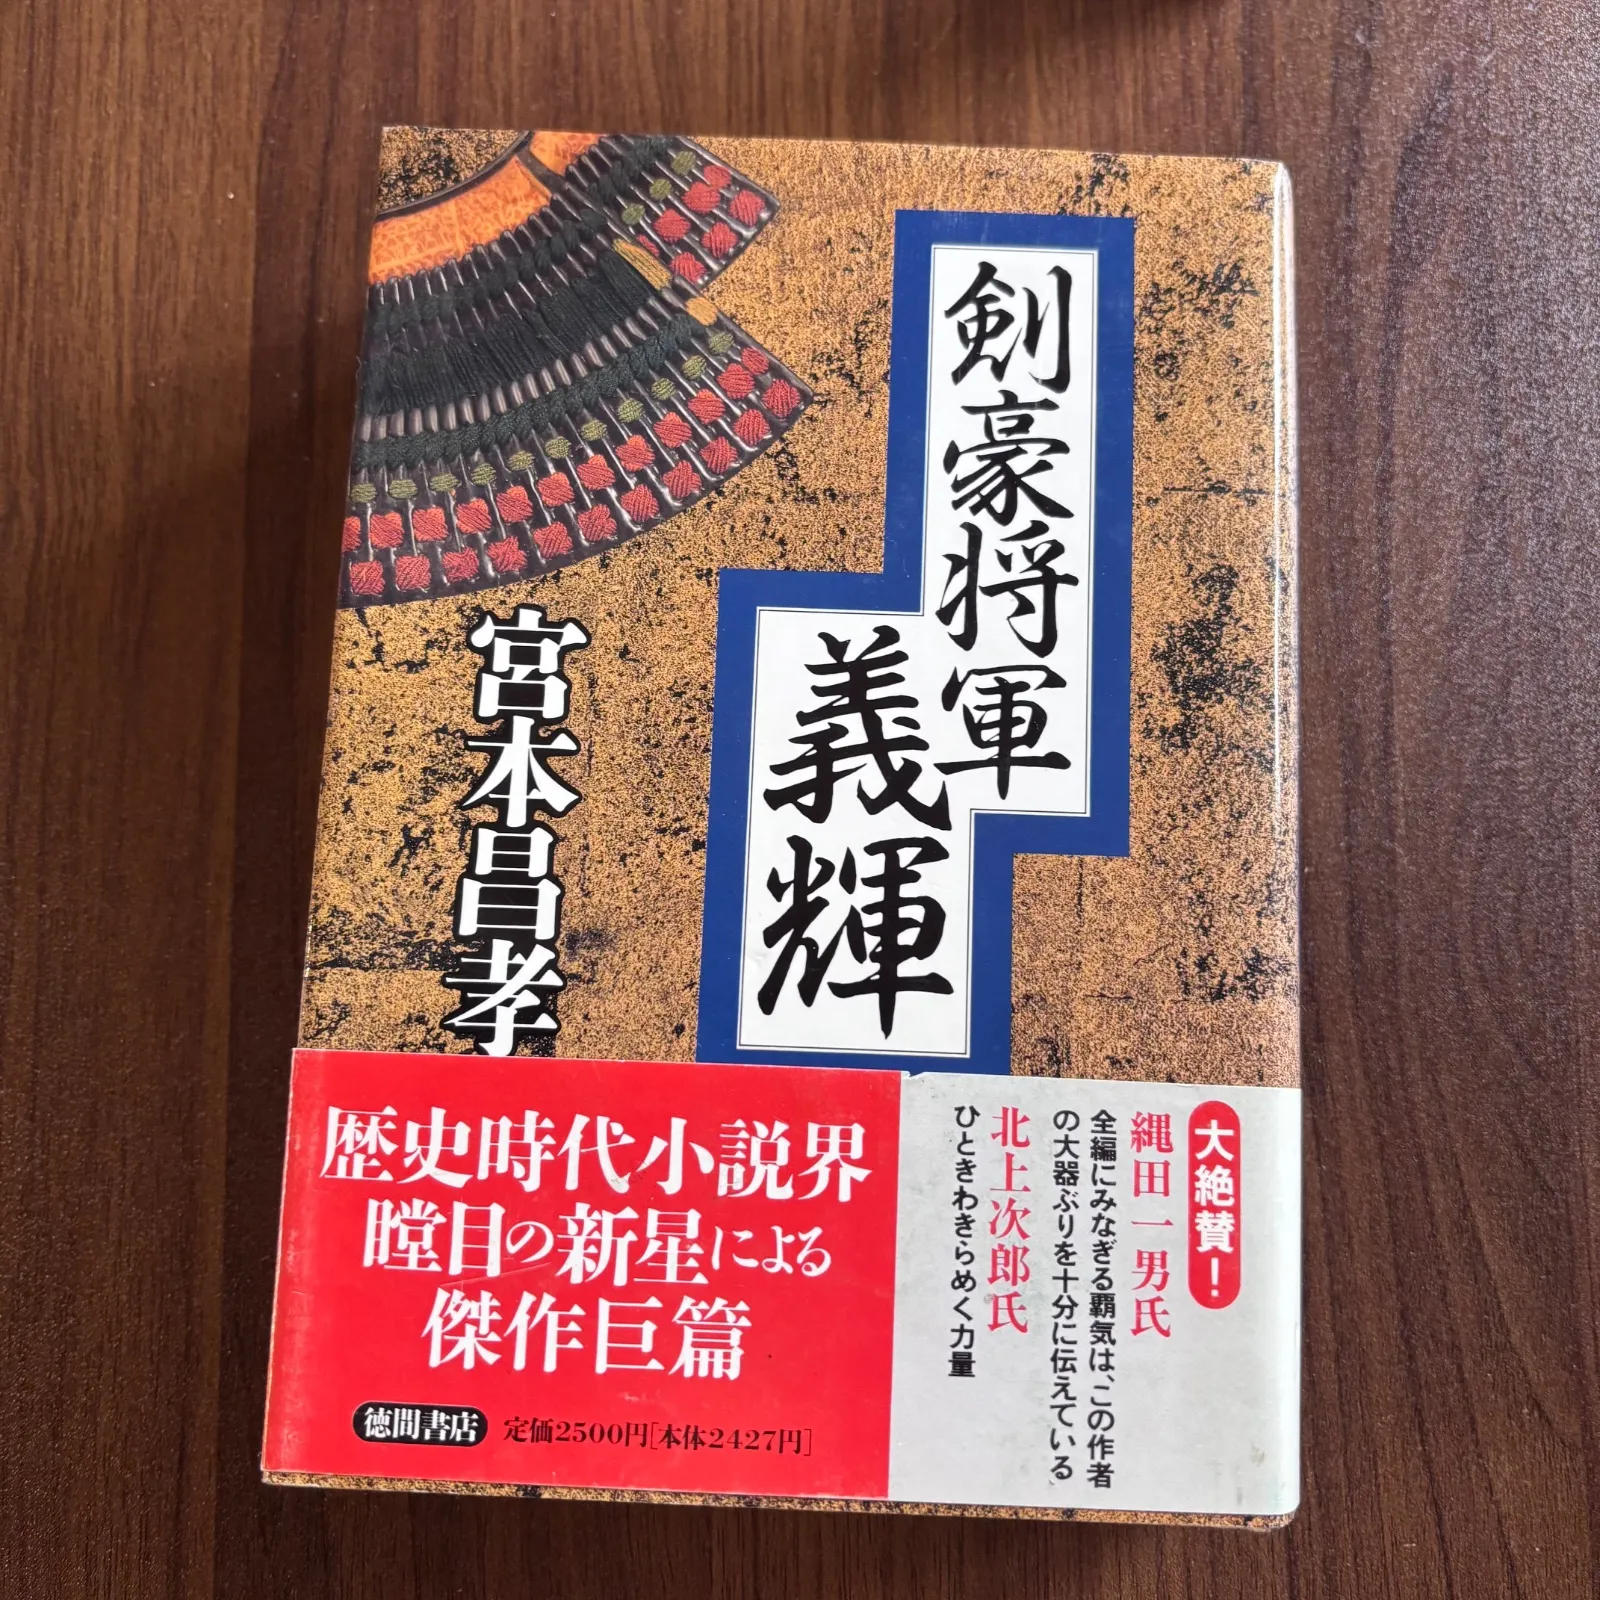 剣豪将軍
義輝
宮本昌孝
大絶賛！
縄田一男氏
全編にみなぎる覇気は、この作者
の大器ぶりを十分に伝えている
北上次郎氏
ひときわきらめく力量
歴史時代小説界
瞠目の新星による
傑作巨篇
徳間書店
定価2500円[本体2427円]